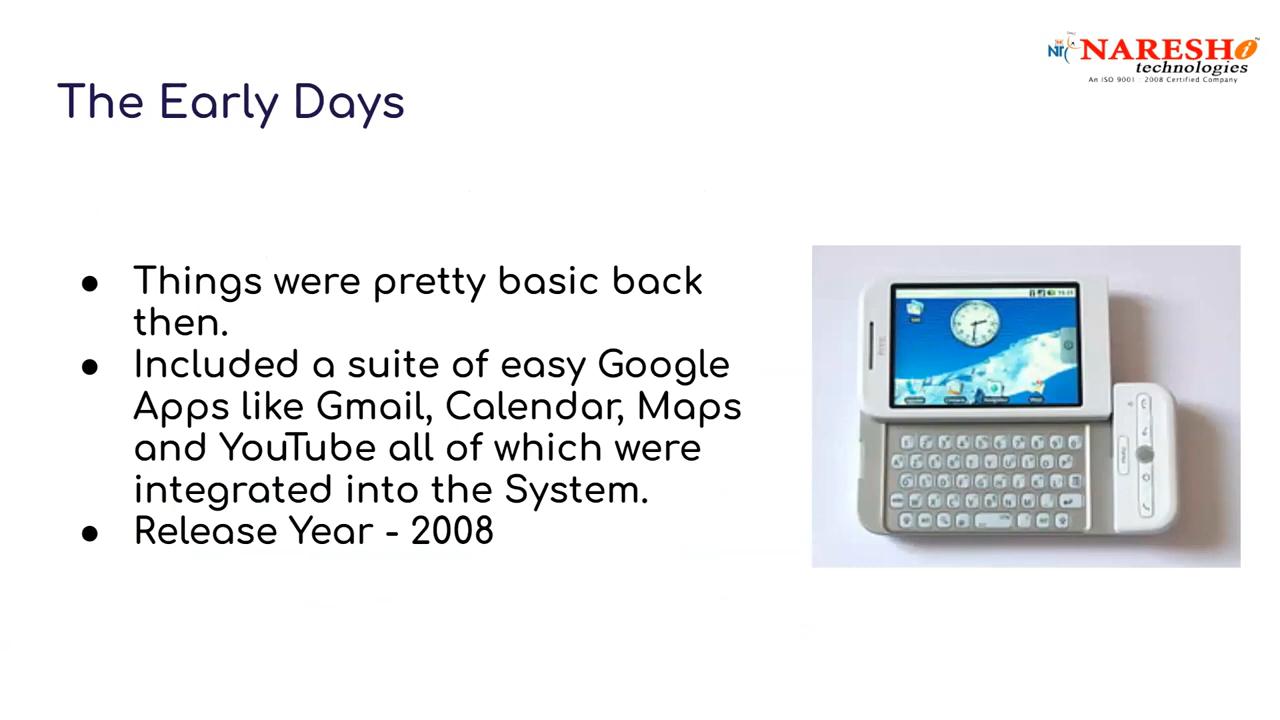 NARESH i
technologies
An ISO 9001 : 2008 Certified Company
The Early Days
● Things were pretty basic back
then.
● Included a suite of easy Google
Apps like Gmail, Calendar, Maps
and YouTube all of which were
integrated into the System.
● Release Year - 2008